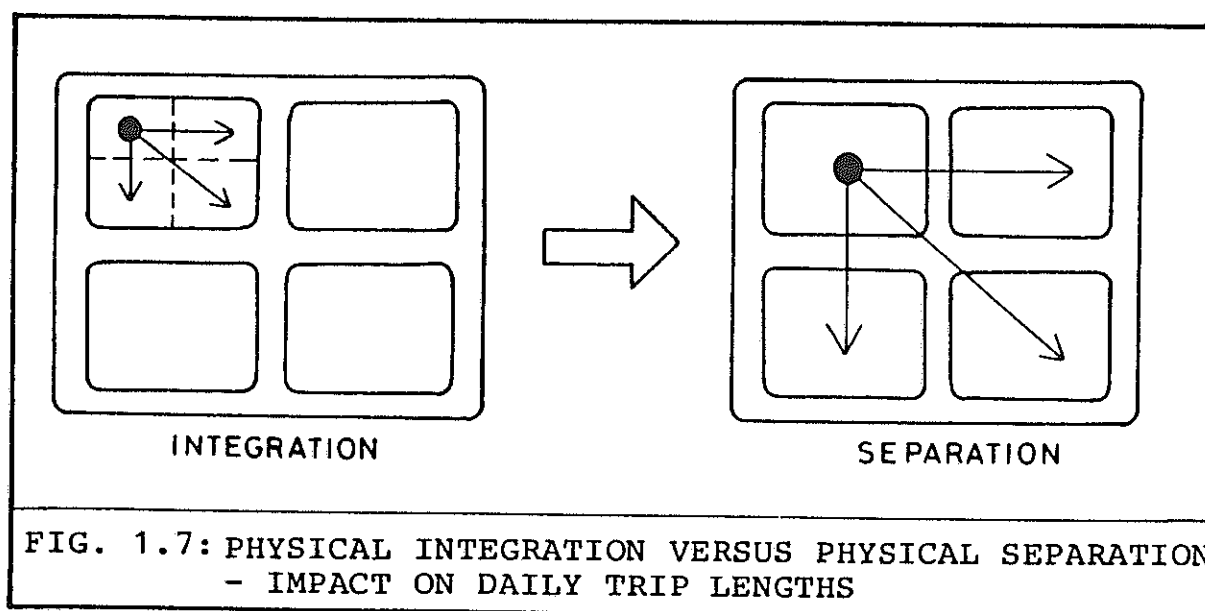 INTEGRATION
SEPARATION
FIG. 1.7: PHYSICAL INTEGRATION VERSUS PHYSICAL SEPARATION
- IMPACT ON DAILY TRIP LENGTHS